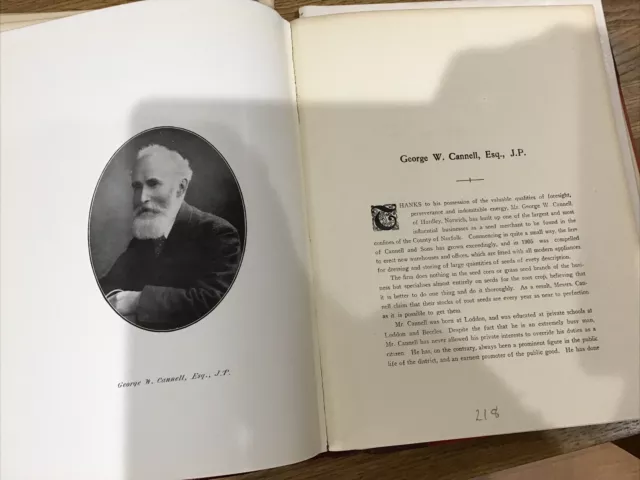 George W. Cannell, Esq., J.P.
George W. Cannell, Esq., J.P.
THANKS to his possession of the valuable qualities of foresight,
perseverance and indomitable energy, Mr. George W. Cannell,
of Hardley, Norwich, has built up one of the largest and most
influential businesses as a seed merchant to be found in the
confines of the County of Norfolk. Commencing in quite a small way, the firm
of Cannell and Sons has grown exceedingly, and in 1905 was compelled
to erect new warehouses and offices, which are fitted with all modern appliances
for dressing and storing of large quantities of seeds of every description.
The firm does nothing in the seed corn or grass seed branch of the busi-
ness but specialises almost entirely on seeds for the root crop, believing that
it is better to do one thing and do it thoroughly. As a result, Messrs. Can-
nell claim that their stocks of root seeds are every year as near to perfection
as it is possible to get them.
Mr. Cannell was born at Loddon, and was educated at private schools at
Loddon and Beccles. Despite the fact that he is an extremely busy man,
Mr. Cannell has never allowed his private interests to override his duties as a
citizen. He has, on the contrary, always been a prominent figure in the public
life of the district, and an earnest promoter of the public good. He has done
218